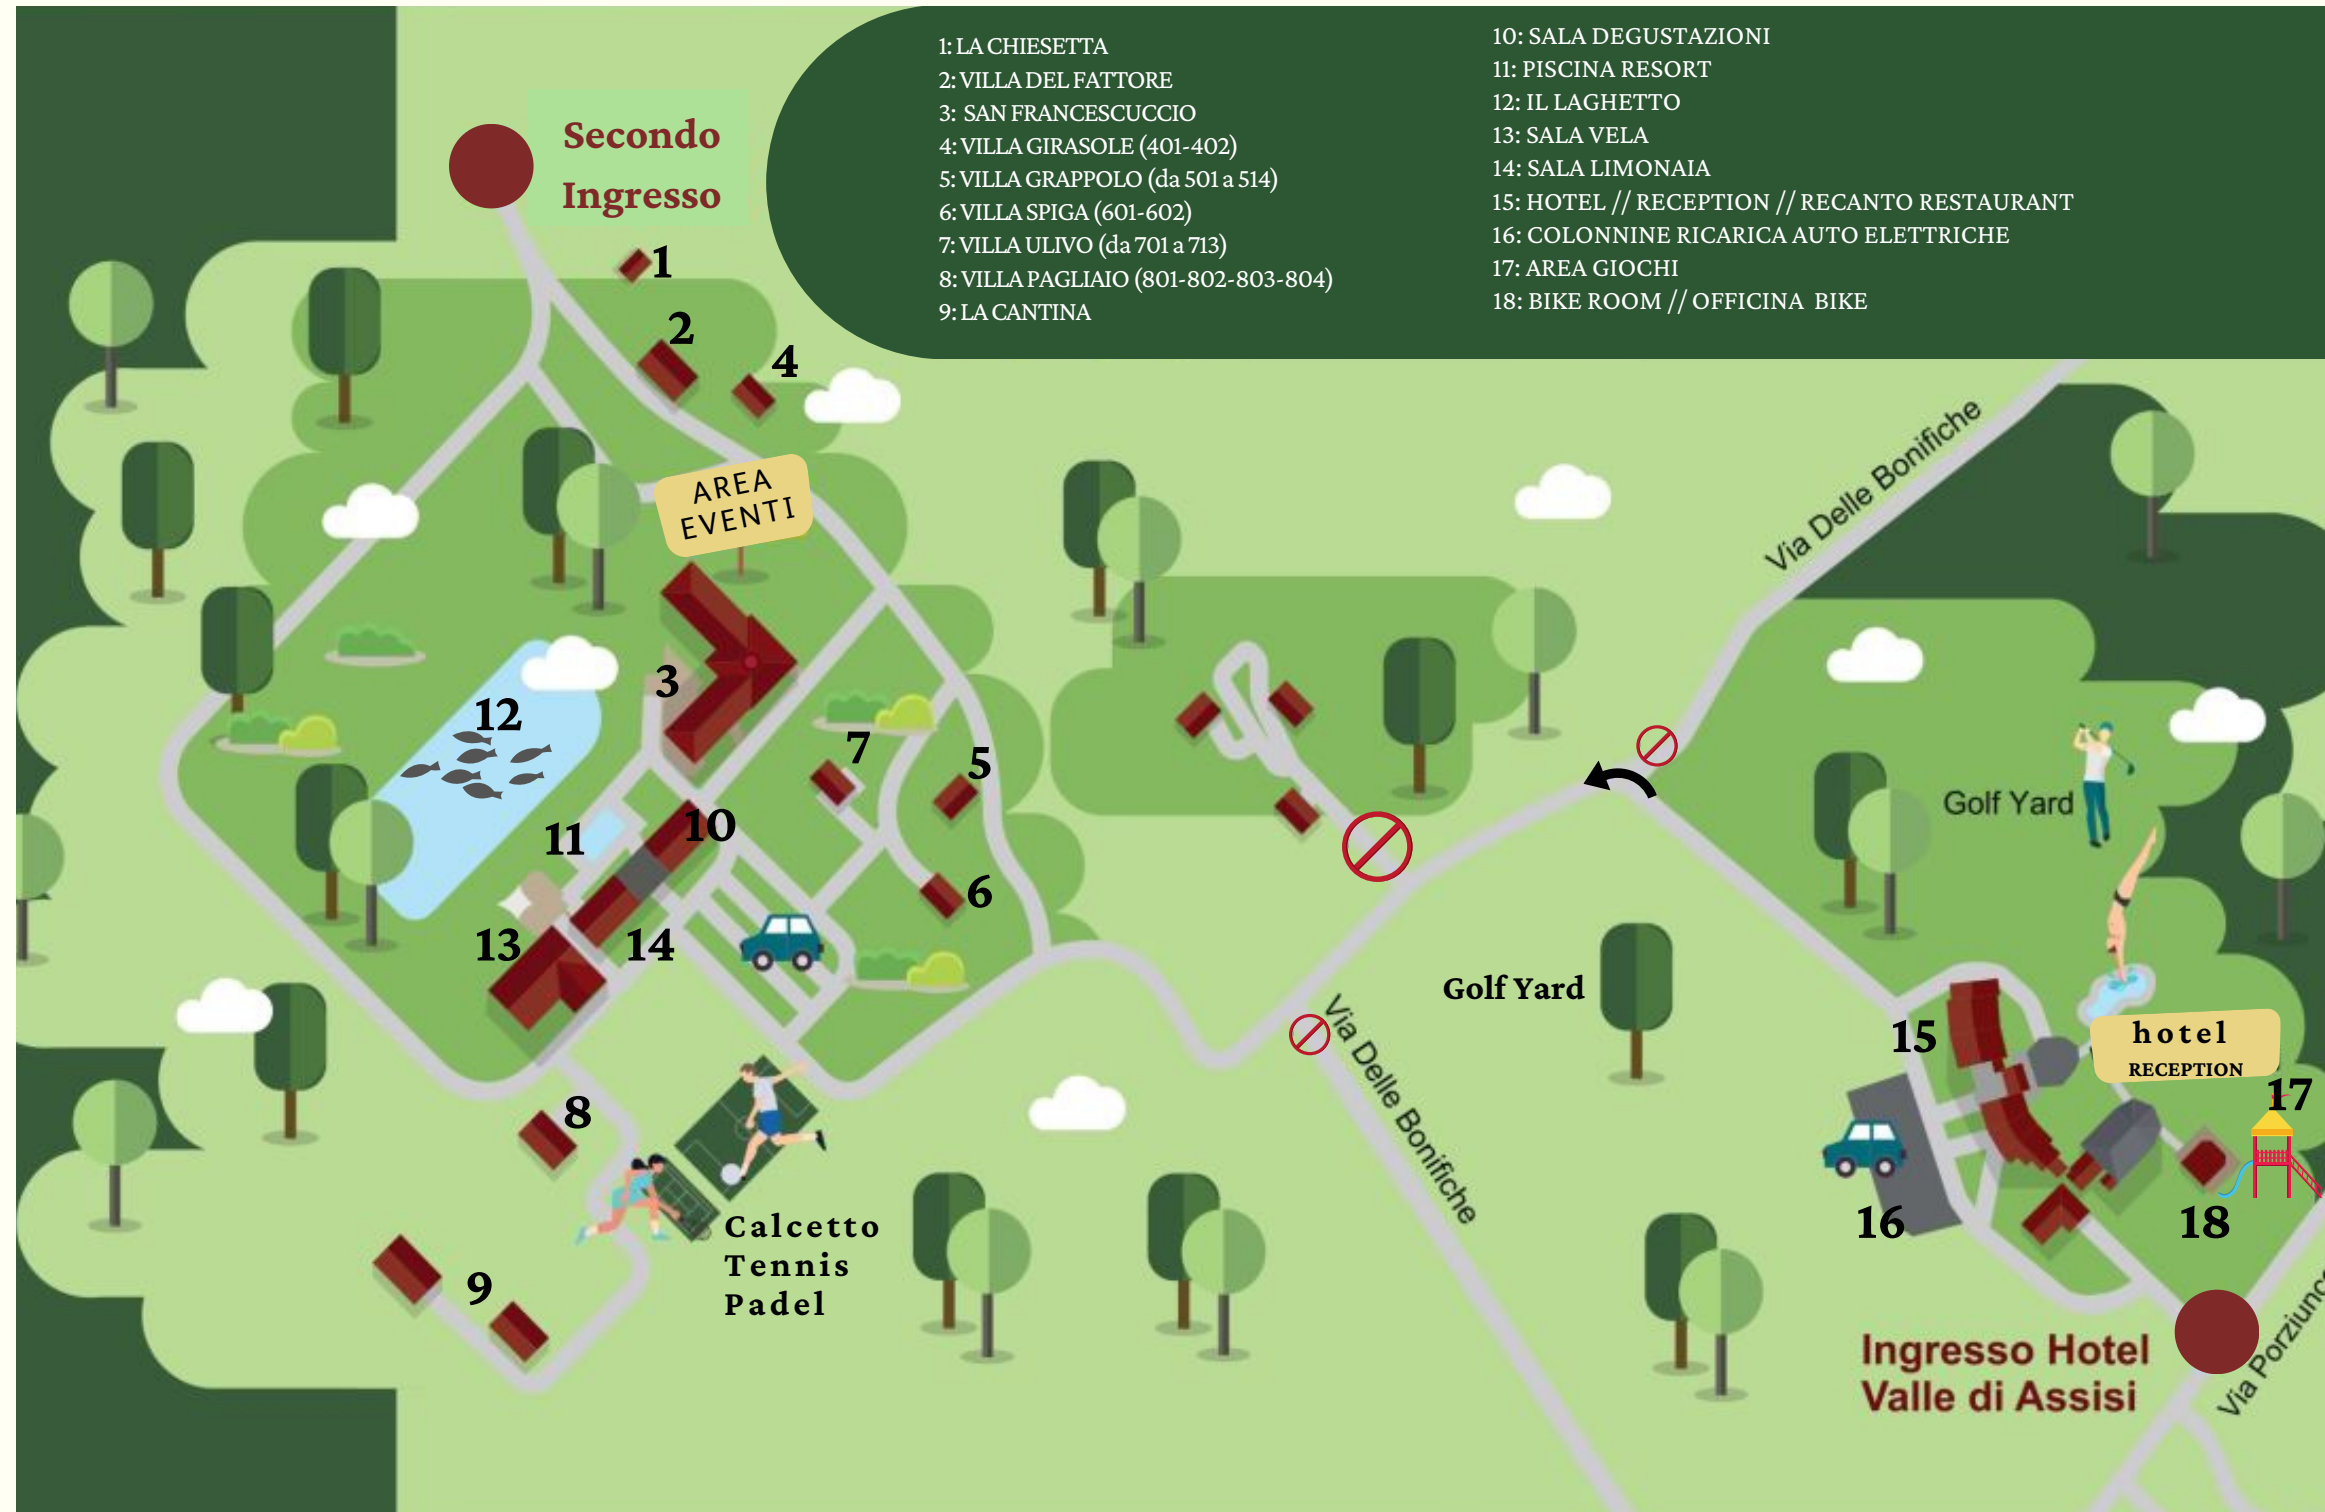 1: LA CHIESETTA
2: VILLA DEL FATTORE
3: SAN FRANCESCUCCIO
4: VILLA GIRASOLE (401-402)
5: VILLA GRAPPOLO (da 501 a 514)
6: VILLA SPIGA (601-602)
7: VILLA ULIVO (da 701 a 713)
8: VILLA PAGLIAIO (801-802-803-804)
9: LA CANTINA
10: SALA DEGUSTAZIONI
11: PISCINA RESORT
12: IL LAGHETTO
13: SALA VELA
14: SALA LIMONAIA
15: HOTEL // RECEPTION // RECANTO RESTAURANT
16: COLONNINE RICARICA AUTO ELETTRICHE
17: AREA GIOCHI
18: BIKE ROOM // OFFICINA BIKE
Secondo
Ingresso
1
2
4
AREA
EVENTI
3
12
7
5
11
10
6
13
14
8
9
Calcetto
Tennis
Padel
Via Delle Bonifiche
Golf Yard
Golf Yard
Via Delle Bonifiche
15
hotel
RECEPTION
17
16
18
Ingresso Hotel
Valle di Assisi
Via